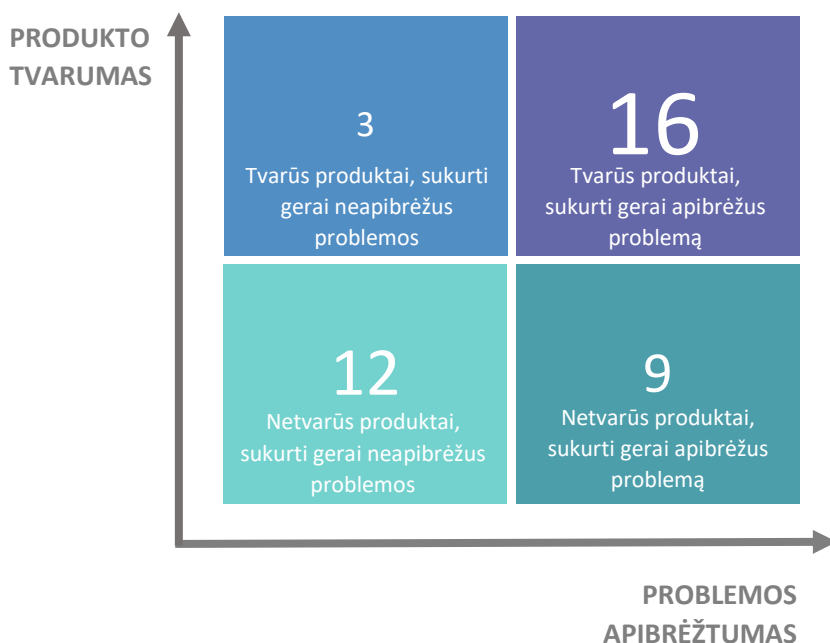 PRODUKTO
TVARUMAS
3
Tvarūs produktai, sukurti
gerai neapibrėžus
problemos
16
Tvarūs produktai,
sukurti gerai apibrėžus
problemą
12
Netvarūs produktai,
sukurti gerai neapibrėžus
problemos
9
Netvarūs produktai,
sukurti gerai apibrėžus
problemą
PROBLEMOS
APIBRĖŽTUMAS